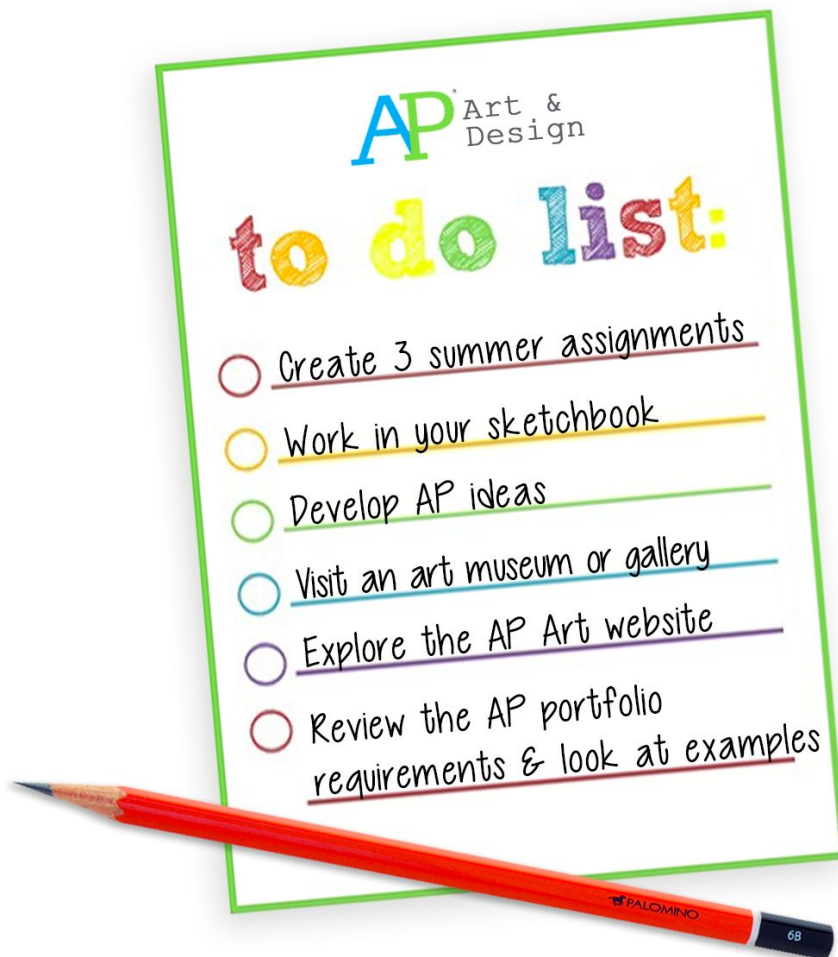 AP® Art &
Design
to do list:
Create 3 summer assignments
Work in your sketchbook
Develop AP ideas
Visit an art museum or gallery
Explore the AP Art website
Review the AP portfolio
requirements & look at examples
PALOMINO
6B